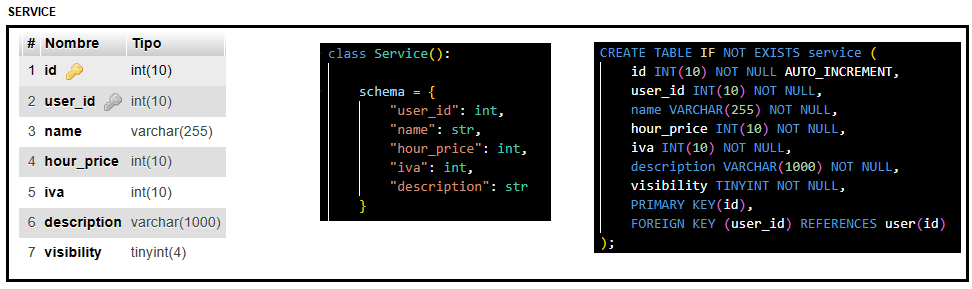 SERVICE
# Nombre Tipo
1 id int(10)
2 user_id int(10)
3 name varchar(255)
4 hour_price int(10)
5 iva int(10)
6 description varchar(1000)
7 visibility tinyint(4)
class Service():
schema = {
"user_id": int,
"name": str,
"hour_price": int,
"iva": int,
"description": str
}
CREATE TABLE IF NOT EXISTS service (
id INT(10) NOT NULL AUTO_INCREMENT,
user_id INT(10) NOT NULL,
name VARCHAR(255) NOT NULL,
hour_price INT(10) NOT NULL,
iva INT(10) NOT NULL,
description VARCHAR(1000) NOT NULL,
visibility TINYINT NOT NULL,
PRIMARY KEY(id),
FOREIGN KEY (user_id) REFERENCES user(id)
);